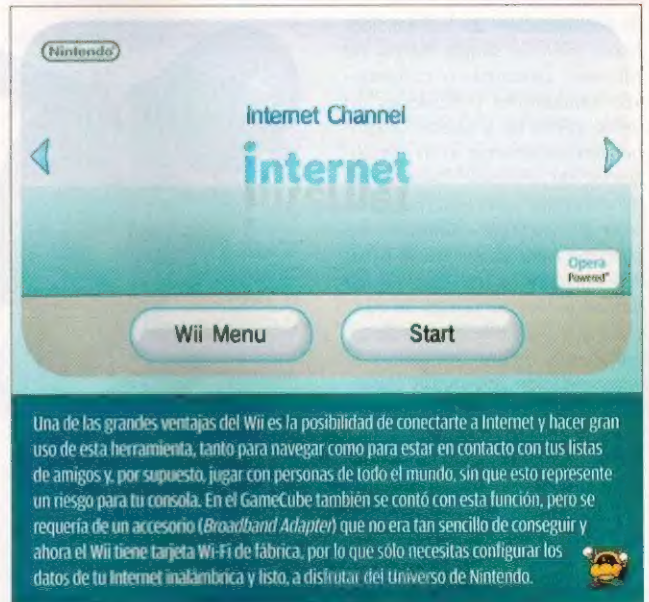 Nintendo
Internet Channel
internet
Opera
Powered
Wii Menu
Start
Una de las grandes ventajas del Wii es la posibilidad de conectarte a Internet y hacer gran
uso de esta herramienta, tanto para navegar como para estar en contacto con tus listas
de amigos y, por supuesto, jugar con personas de todo el mundo, sin que esto represente
un riesgo para tu consola. En el GameCube también se contó con esta función, pero se
requería de un accesorio (Broadband Adapter) que no era tan sencillo de conseguir y
ahora el Wii tiene tarjeta Wi-Fi de fábrica, por lo que sólo necesitas configurar los
datos de tu Internet inalámbrica y listo, a disfrutar del Universo de Nintendo.